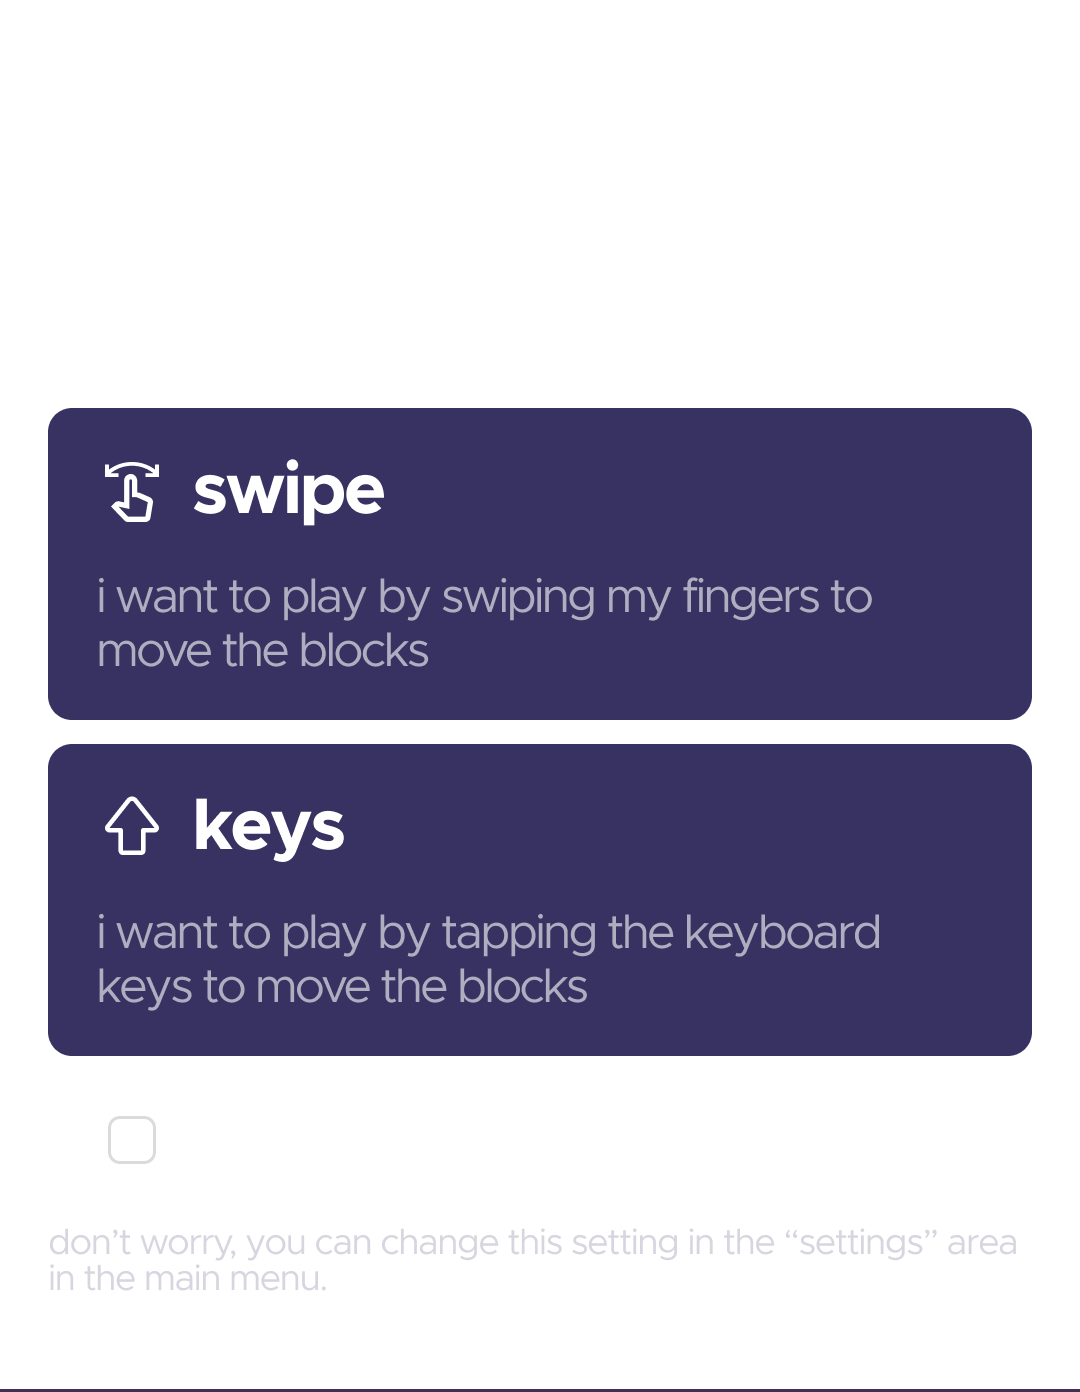 swipe
i want to play by swiping my fingers to
move the blocks
keys
i want to play by tapping the keyboard
keys to move the blocks
don’t worry, you can change this setting in the “settings” area
in the main menu.